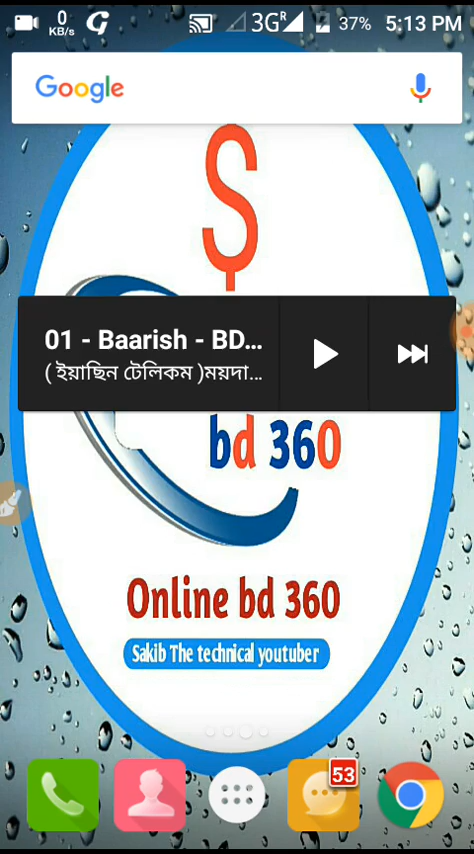 0
KB/s
3G R
37%
5:13 PM
Google
$
01 - Baarish - BD...
( ইয়াছিন টেলিকম )ময়দা...
bd 360
Online bd 360
Sakib The technical youtuber
53